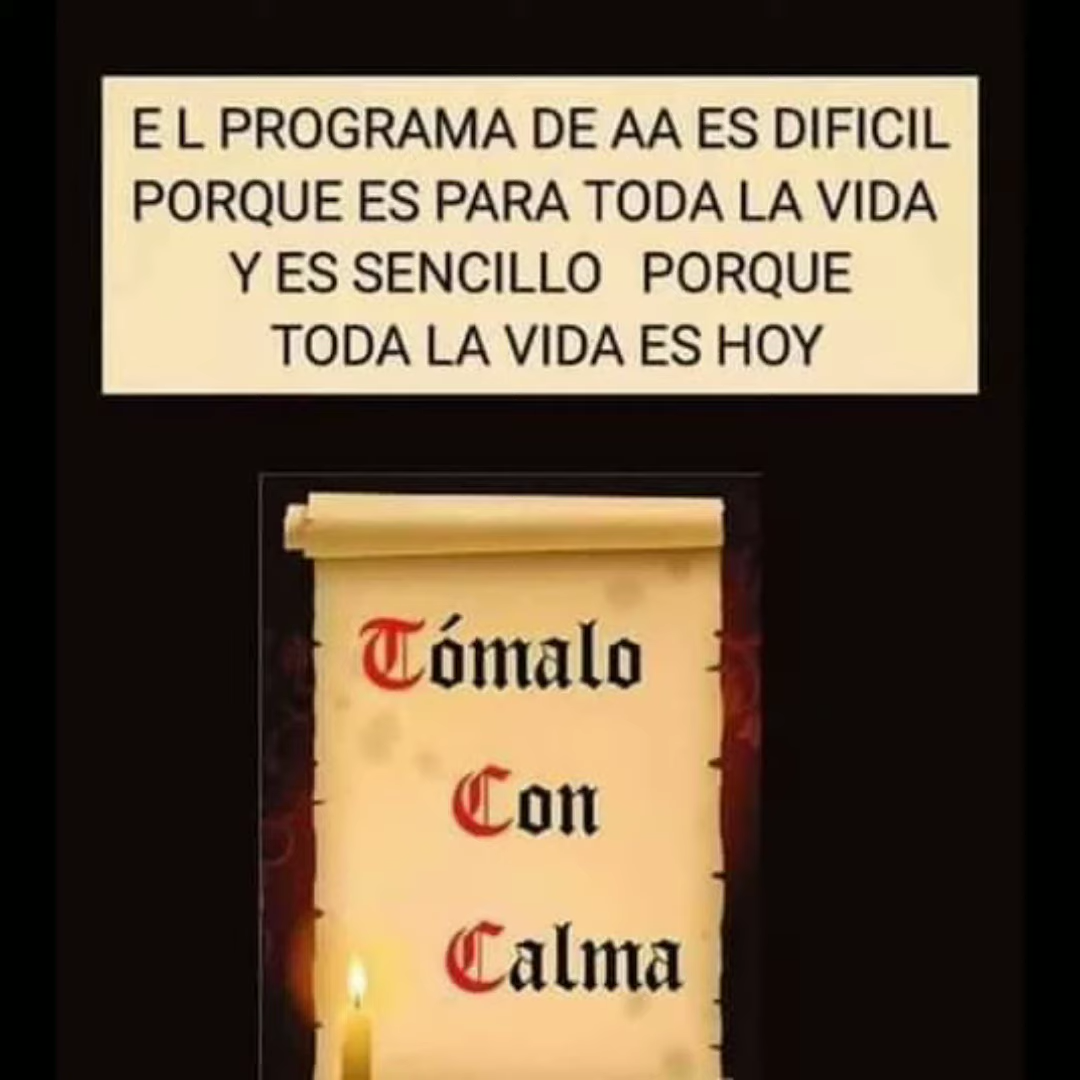 E L PROGRAMA DE AA ES DIFICIL
PORQUE ES PARA TODA LA VIDA
Y ES SENCILLO PORQUE
TODA LA VIDA ES HOY
Tómalo
Con
Calma